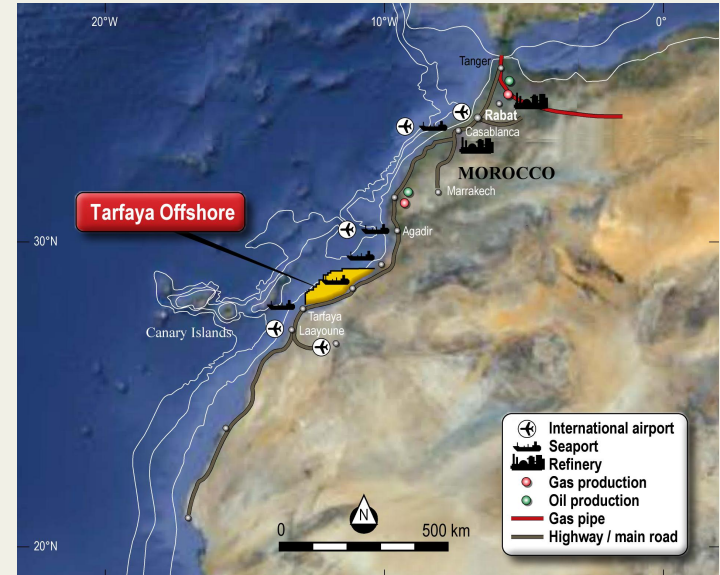 20°W
10°W
0°
Tanger
Rabat
Casablanca
MOROCCO
Marrakech
Tarfaya Offshore
Agadir
30°N
Tarfaya
Canary Islands
Laayoune
International airport
Seaport
Refinery
Gas production
Oil production
Gas pipe
Highway / main road
N
0
500 km
20°N